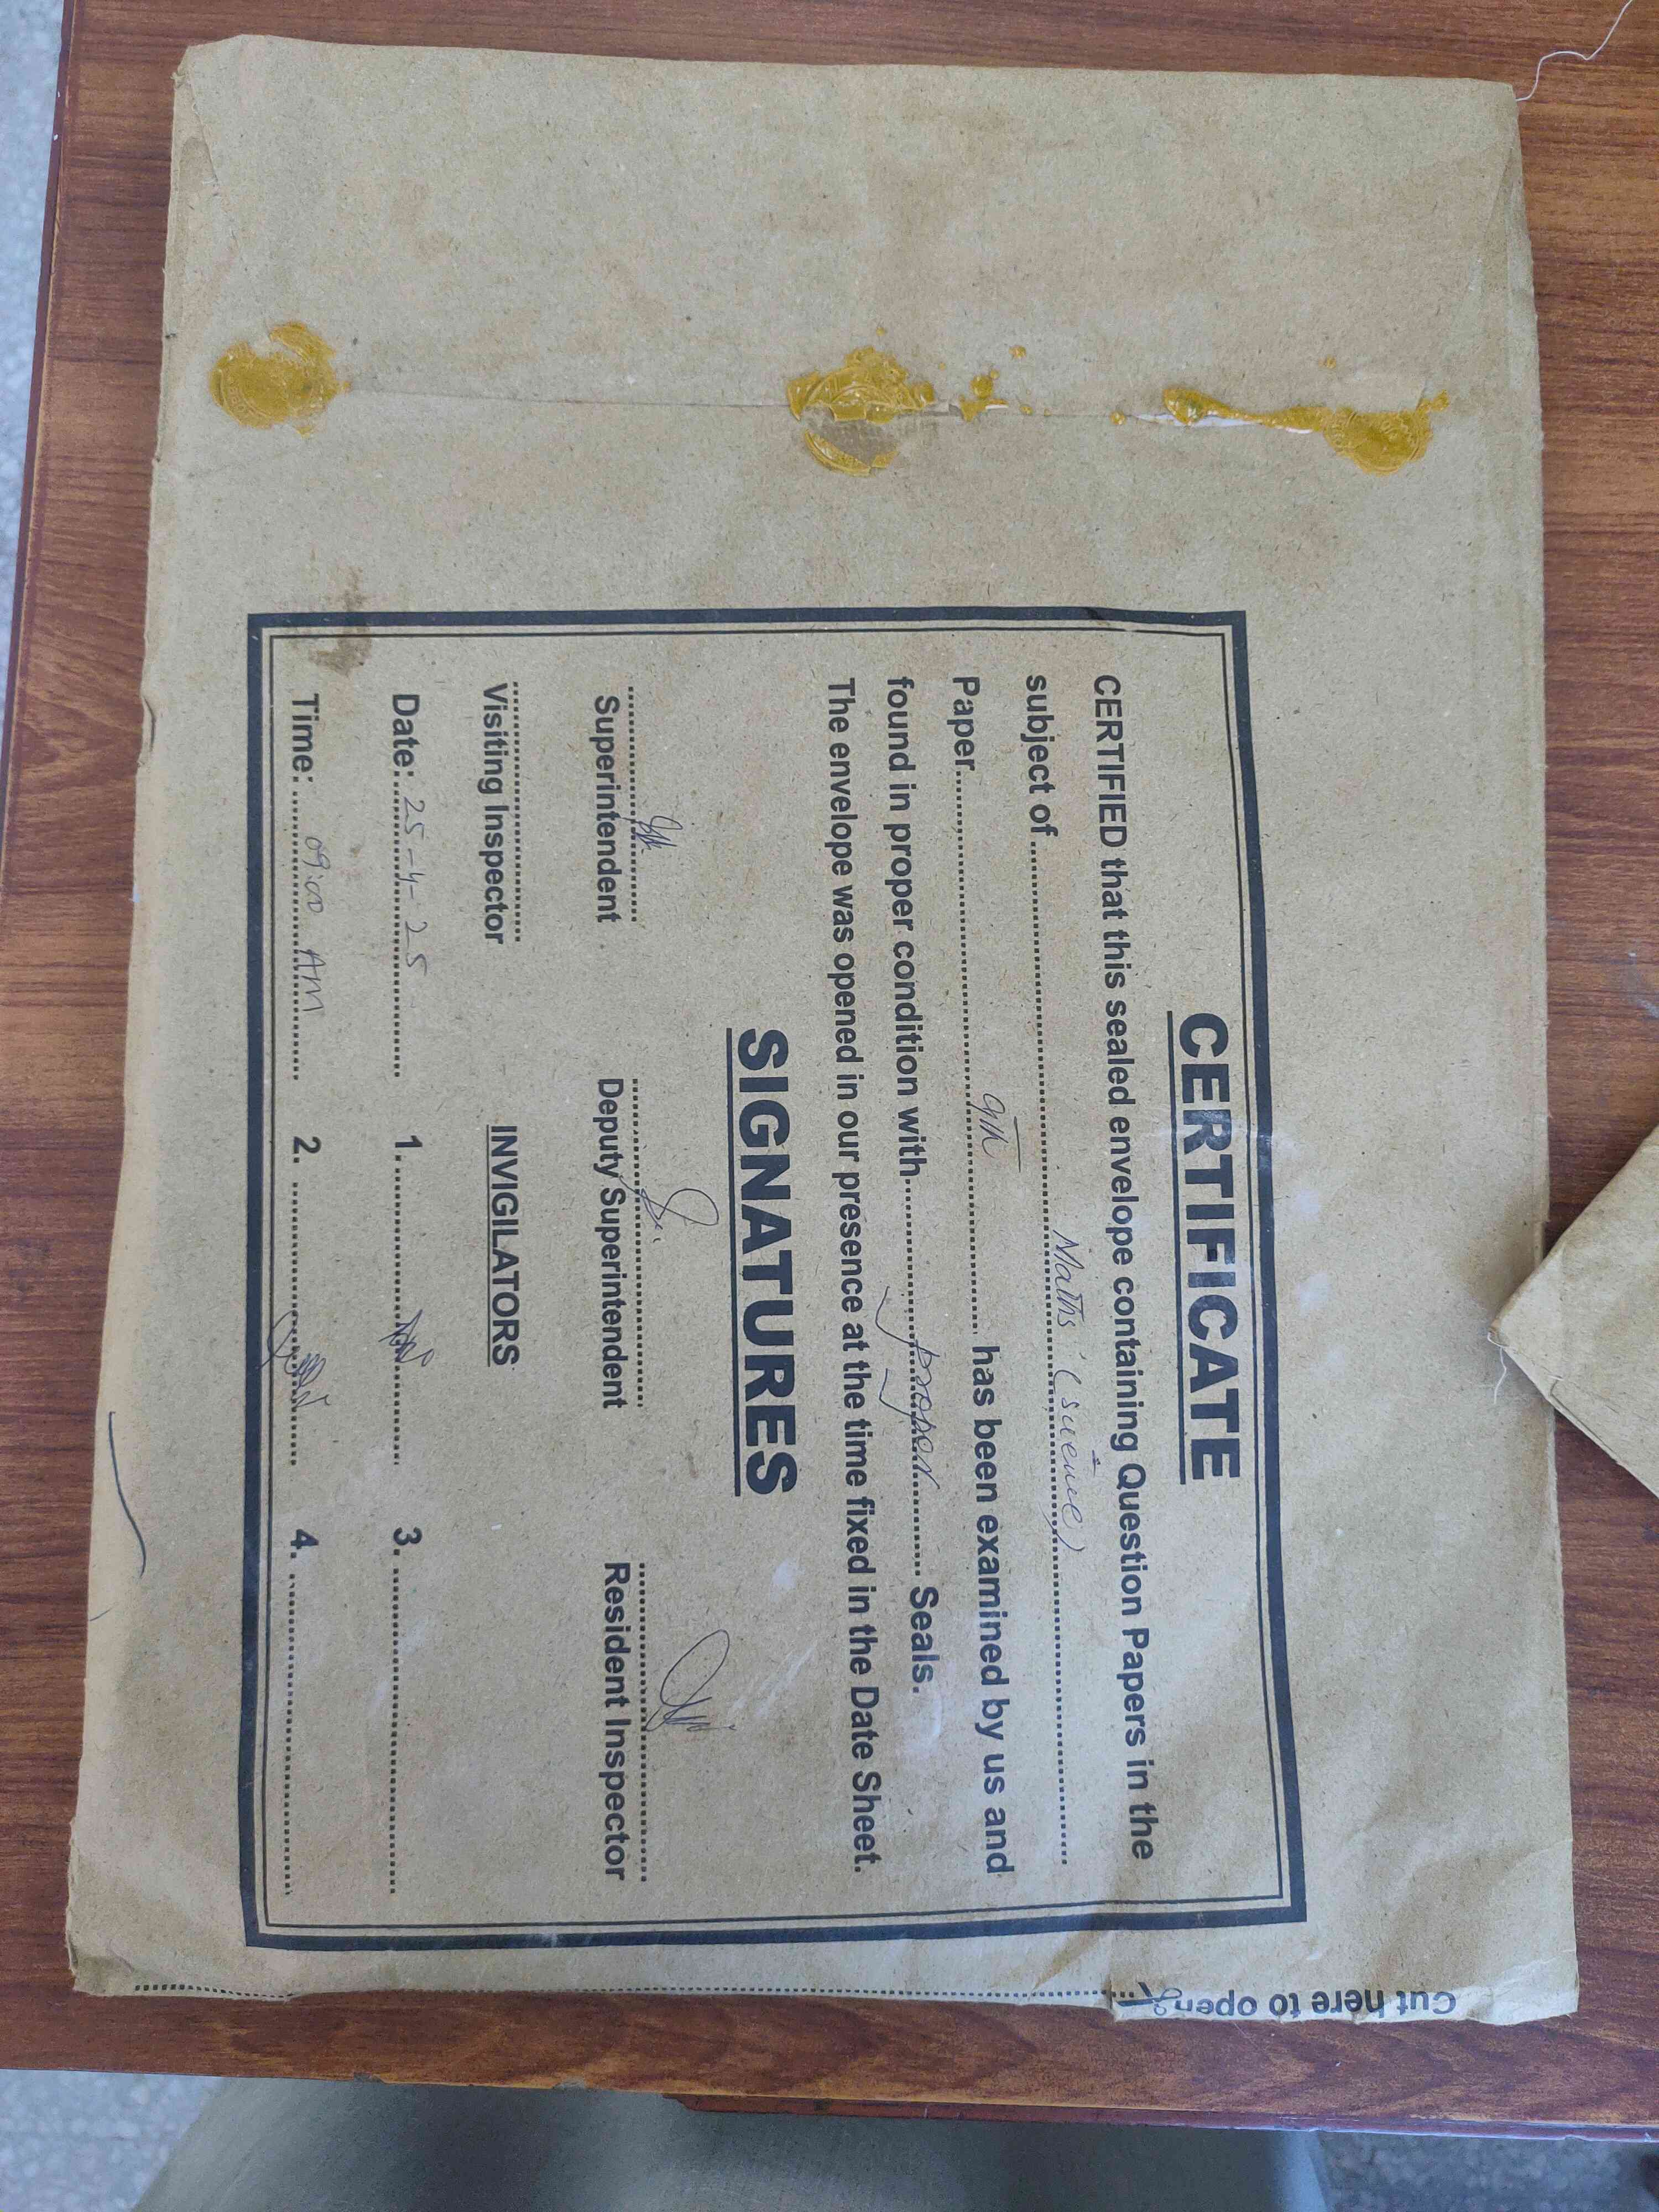 CERTIFICATE
CERTIFIED that this sealed envelope containing Question Papers in the
subject of.......... Maths (science) ..........
Paper.......... 9th .......... has been examined by us and
found in proper condition with.......... proper .......... Seals.
The envelope was opened in our presence at the time fixed in the Date Sheet.
SIGNATURES
Superintendent Deputy Superintendent Resident Inspector
Visiting Inspector INVIGILATORS
Date: 25-4-25 1. .......... 3. ..........
Time: 09:00 AM 2. .......... 4. ..........
Cut here to open